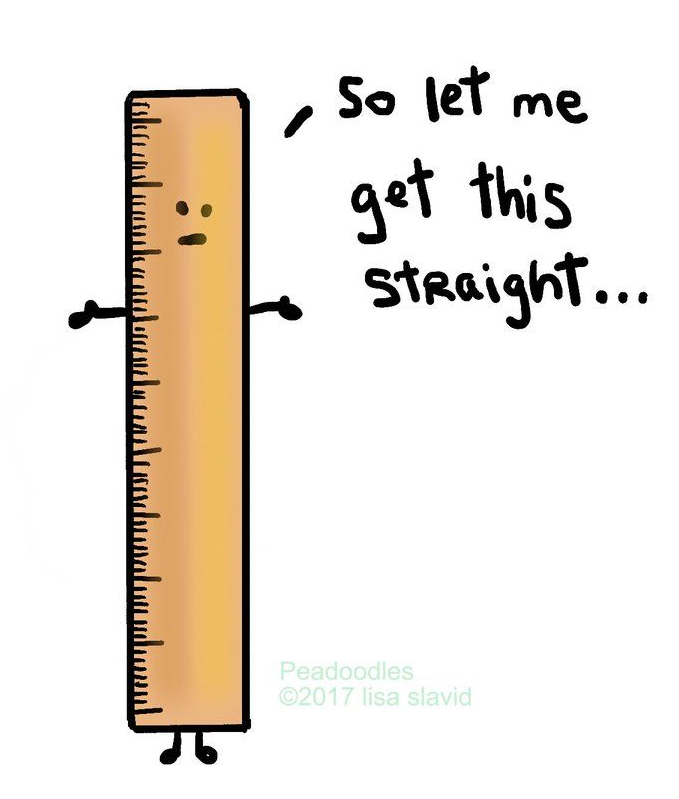 So let me
get this
straight...
Peadoodles
©2017 lisa slavid